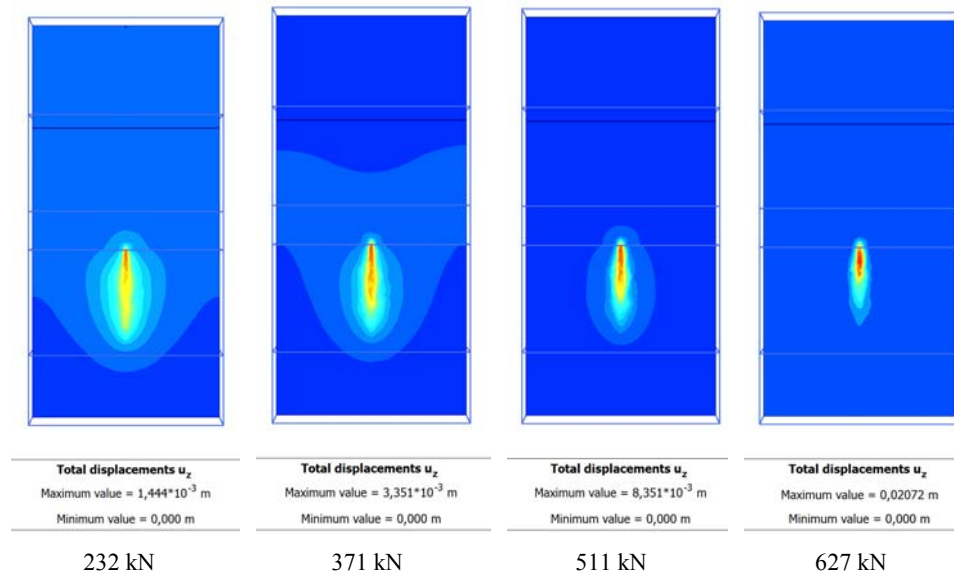 Total displacements u_z
Maximum value = 1,444*10^-3 m
Minimum value = 0,000 m
232 kN
Total displacements u_z
Maximum value = 3,351*10^-3 m
Minimum value = 0,000 m
371 kN
Total displacements u_z
Maximum value = 8,351*10^-3 m
Minimum value = 0,000 m
511 kN
Total displacements u_z
Maximum value = 0,02072 m
Minimum value = 0,000 m
627 kN